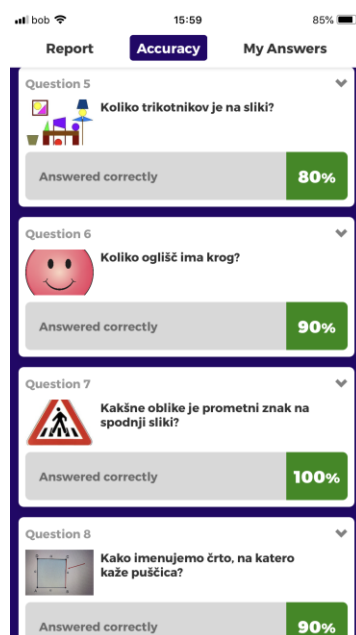 bob 15:59 85%
Report Accuracy My Answers
Question 5
Koliko trikotnikov je na sliki?
Answered correctly 80%
Question 6
Koliko oglišč ima krog?
Answered correctly 90%
Question 7
Kakšne oblike je prometni znak na
spodnji sliki?
Answered correctly 100%
Question 8
Kako imenujemo črto, na katero
kaže puščica?
Answered correctly 90%